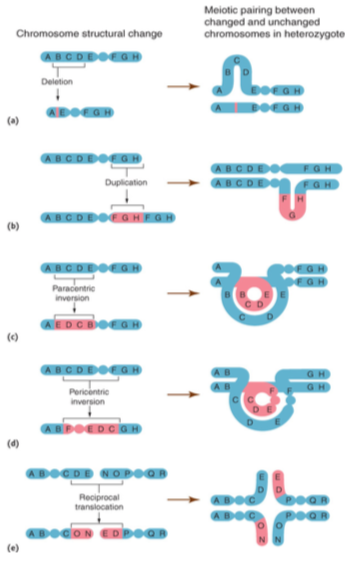 Chromosome structural change
Meiotic pairing between
changed and unchanged
chromosomes in heterozygote
A B C D E F G H
Deletion
A E F G H
(a)
C
B D
A E F G H
A E F G H
A B C D E F G H
Duplication
A B C D E F G H F G H
(b)
A B C D E F G H
A B C D E F G H
F H
G
A B C D E F G H
Paracentric
inversion
A E D C B F G H
(c)
A F G H
A F G H
B B E E
C D
C D
A B C D E F G H
Pericentric
inversion
A B F E D C G H
(d)
A B G H
A B G H
C C F F
D E
D E
A B C D E N O P Q R
Reciprocal
translocation
A B C O N E D P Q R
(e)
E E
D D
A B C P Q R
A B C P Q R
O O
N N